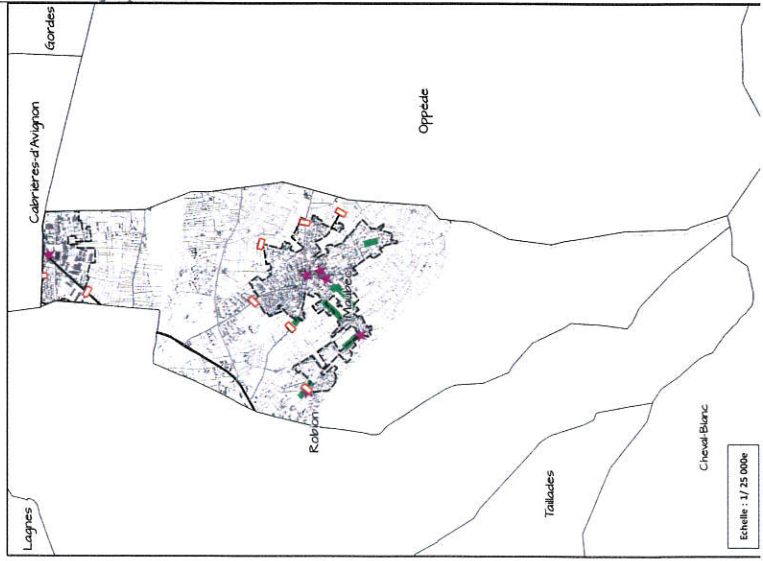 Lagnes
Cabrières-d'Avignon
Gordes
Robion
Oppède
Taillades
Cheval-Blanc
Echelle : 1/ 25 000e